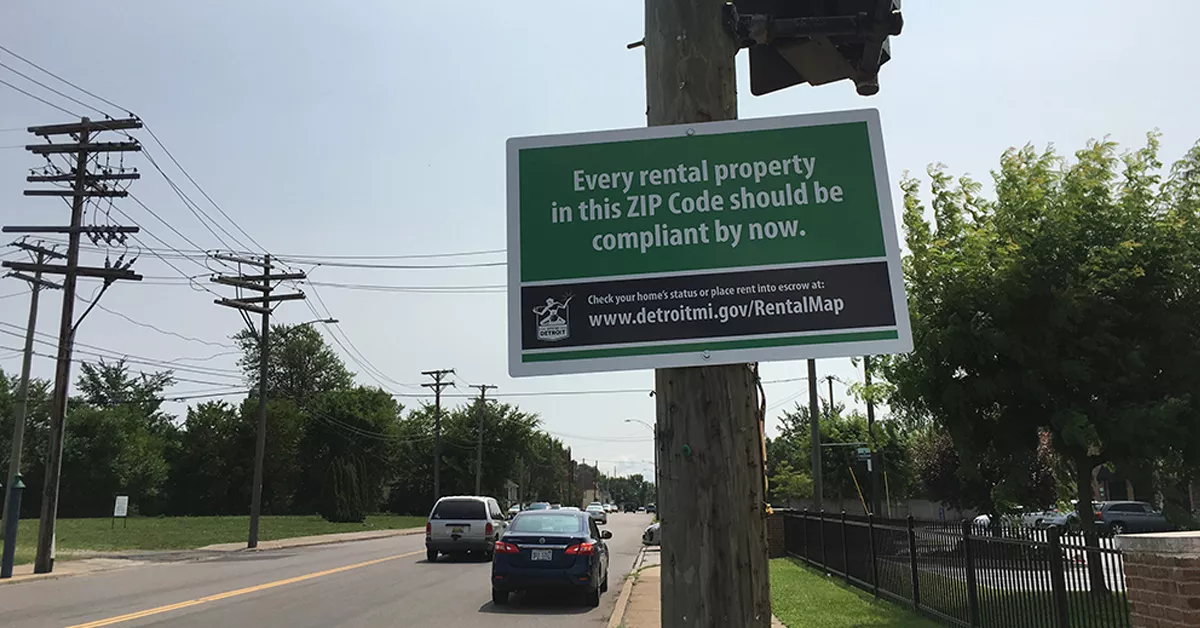 Every rental property
in this ZIP Code should be
compliant by now.
Check your home's status or place rent into escrow at:
www.detroitmi.gov/RentalMap
DETROIT